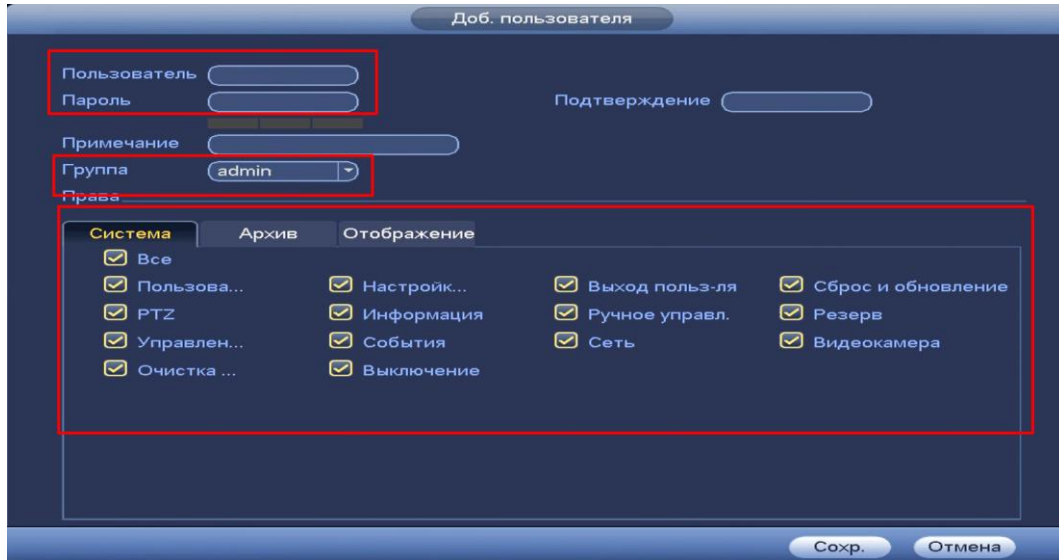 Доб. пользователя
Пользователь
Пароль Подтверждение
Примечание
Группа admin
Права
Система Архив Отображение
Все
Пользова... Настройк... Выход польз-ля Сброс и обновление
PTZ Информация Ручное управл. Резерв
Управлен... События Сеть Видеокамера
Очистка ... Выключение
Сохр. Отмена